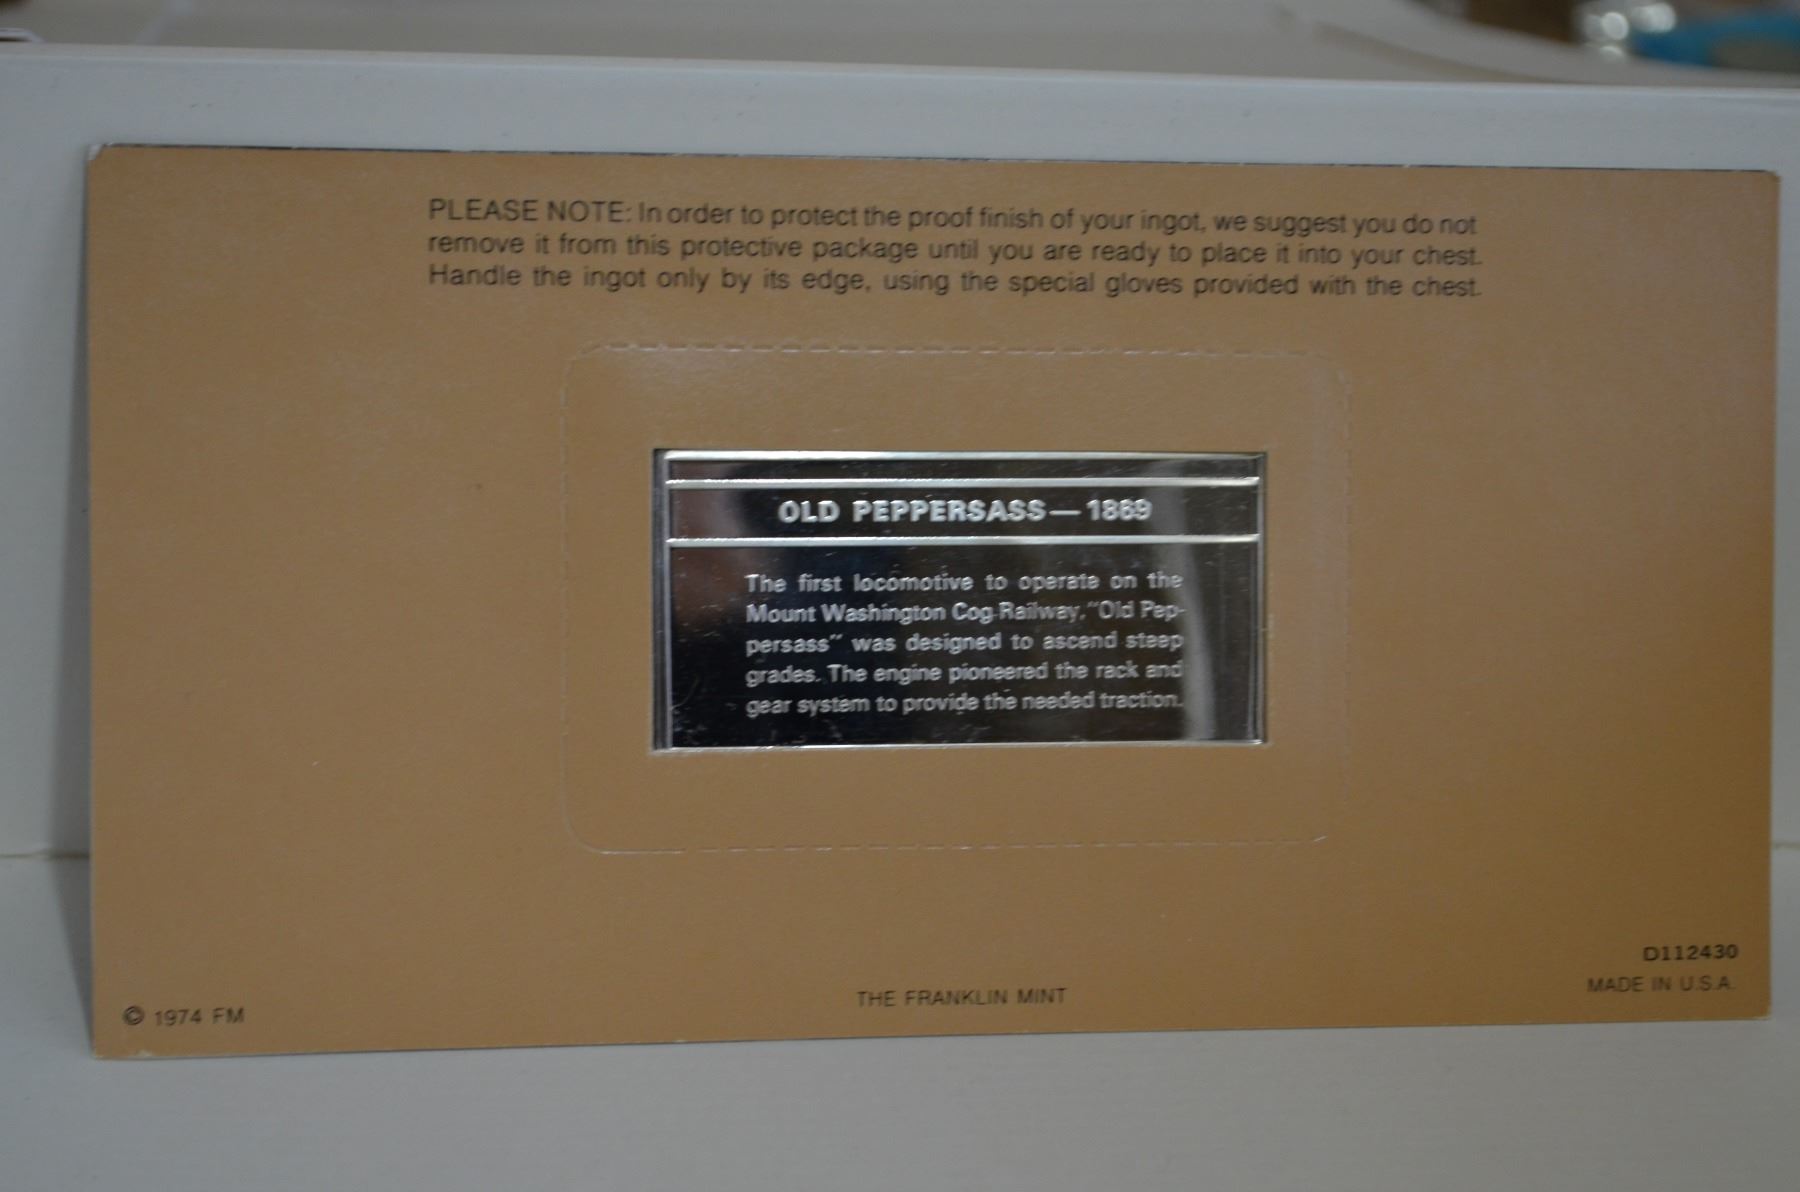 PLEASE NOTE: In order to protect the proof finish of your ingot, we suggest you do not
remove it from this protective package until you are ready to place it into your chest.
Handle the ingot only by its edge, using the special gloves provided with the chest.
OLD PEPPERSASS — 1869
The first locomotive to operate on the
Mount Washington Cog Railway, "Old Pep-
persass" was designed to ascend steep
grades. The engine pioneered the rack and
gear system to provide the needed traction.
D112430
MADE IN U.S.A.
THE FRANKLIN MINT
© 1974 FM